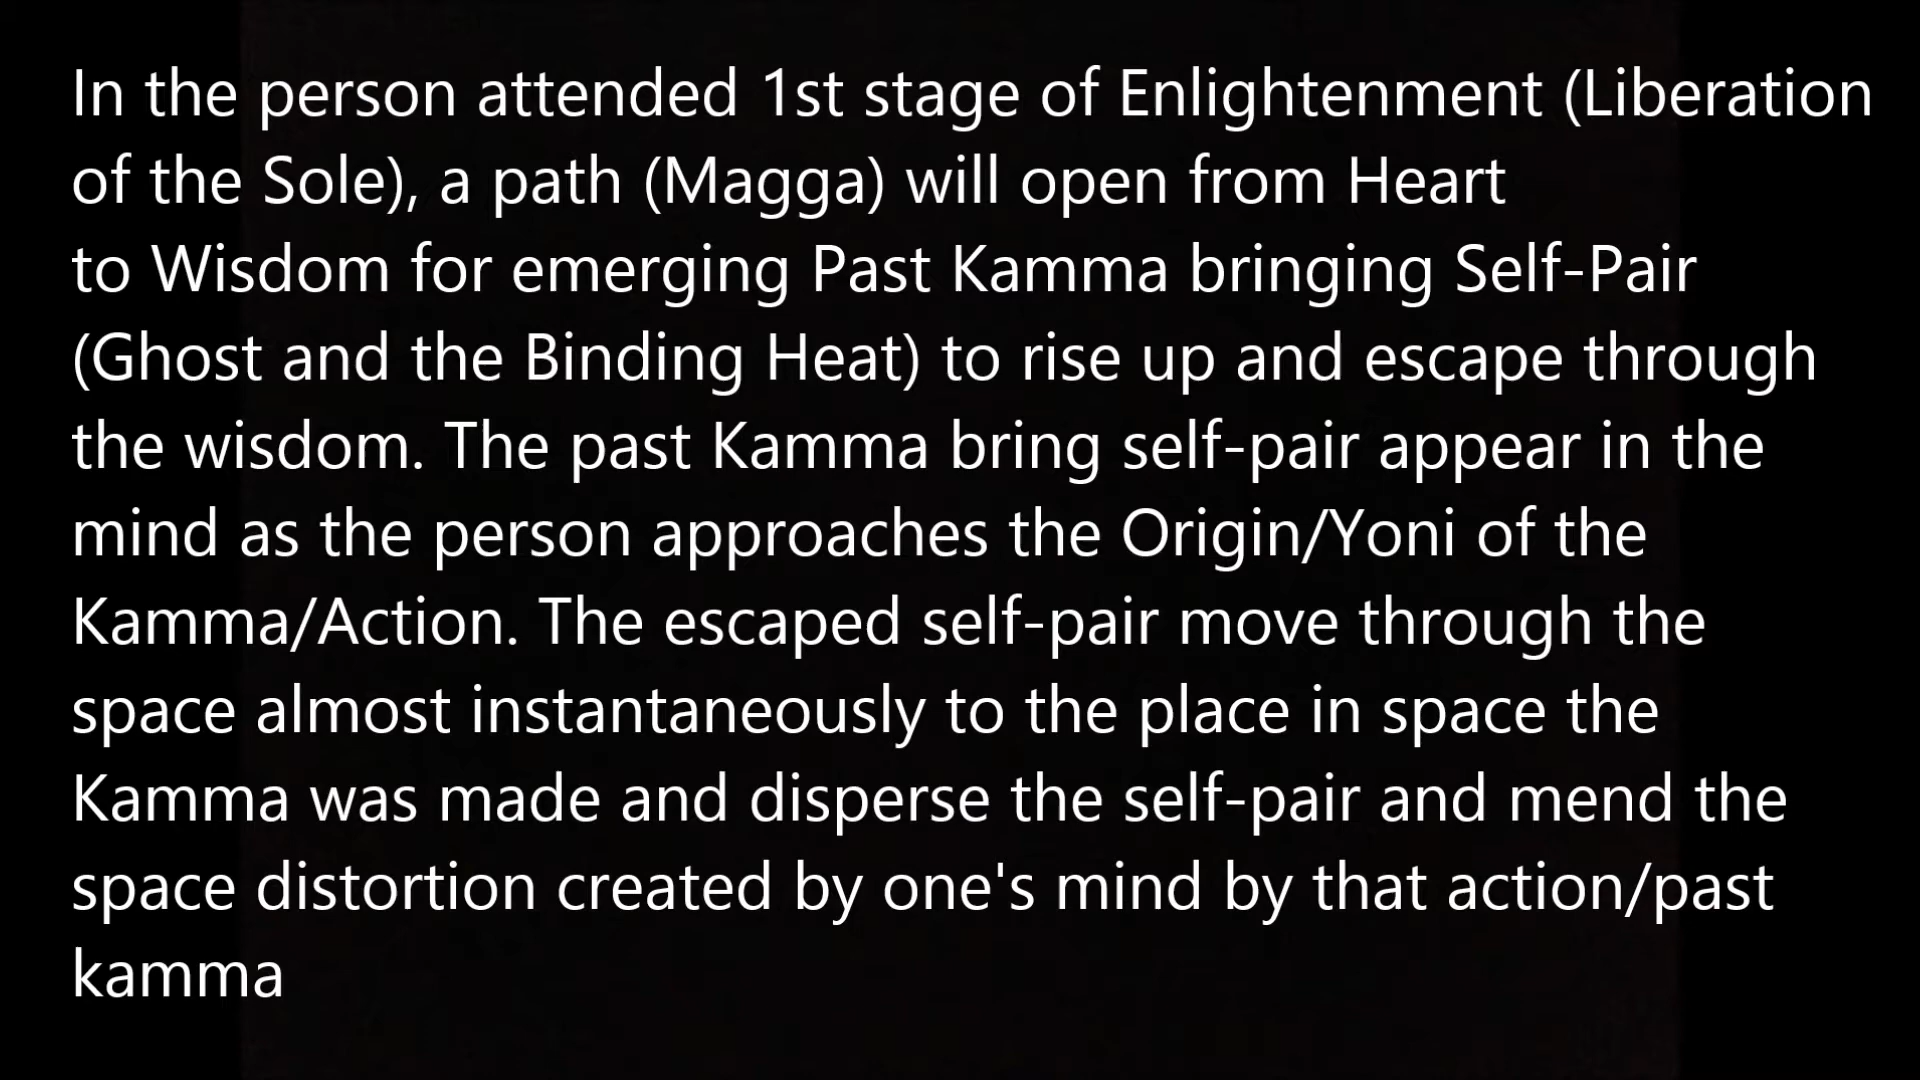 In the person attended 1st stage of Enlightenment (Liberation
of the Sole), a path (Magga) will open from Heart
to Wisdom for emerging Past Kamma bringing Self-Pair
(Ghost and the Binding Heat) to rise up and escape through
the wisdom. The past Kamma bring self-pair appear in the
mind as the person approaches the Origin/Yoni of the
Kamma/Action. The escaped self-pair move through the
space almost instantaneously to the place in space the
Kamma was made and disperse the self-pair and mend the
space distortion created by one's mind by that action/past
kamma